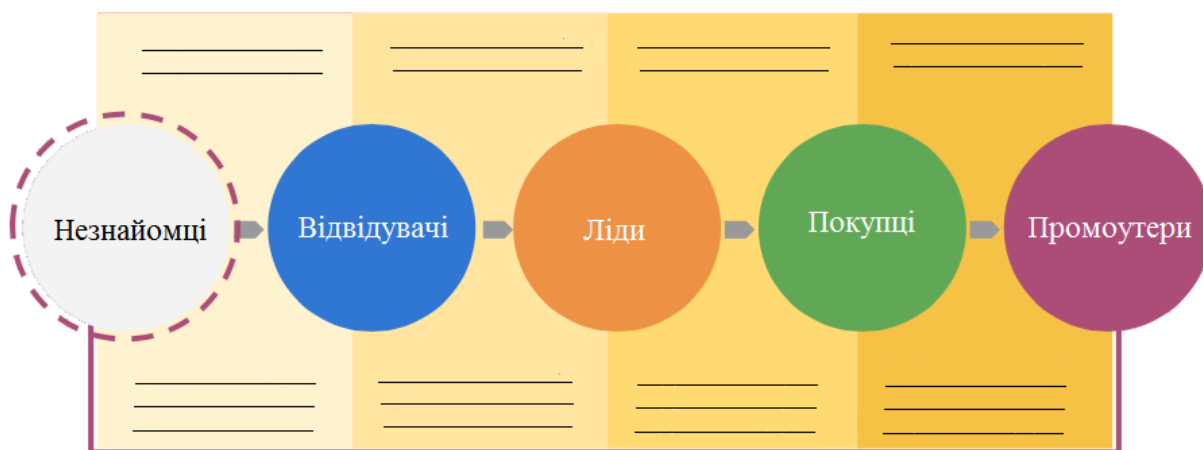 Незнайомці
Відвідувачі
Ліди
Покупці
Промоутери